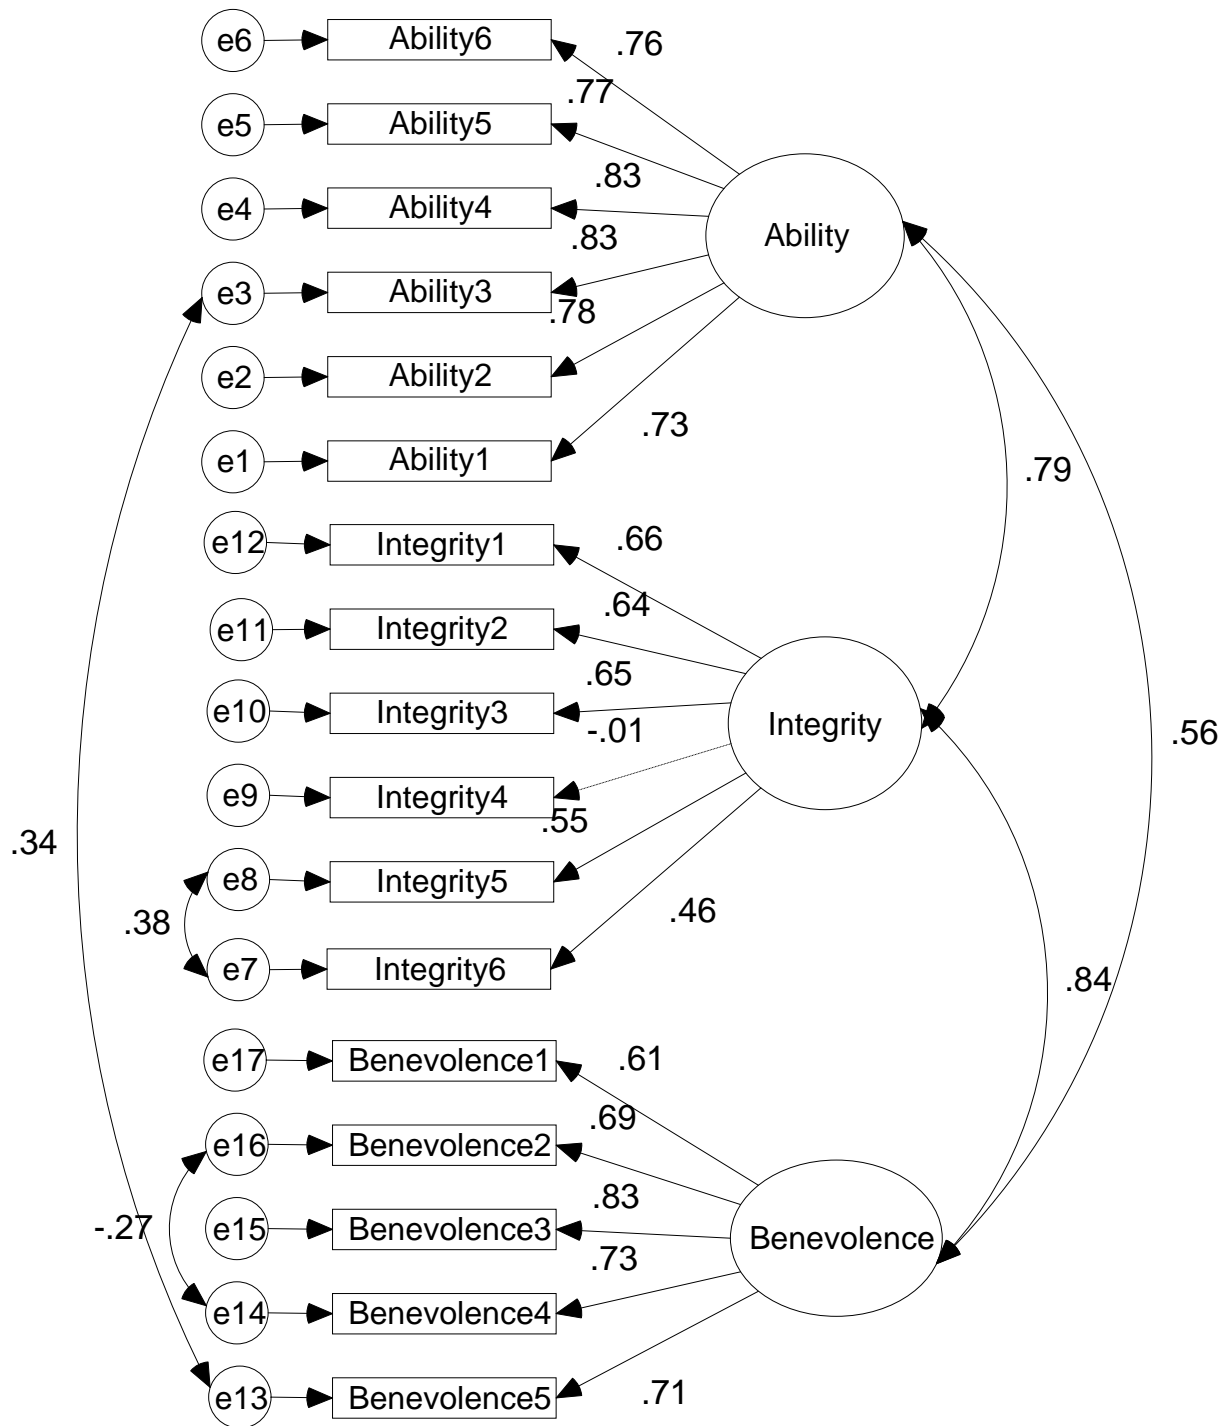 e6 Ability6 .76
.77
e5 Ability5
.83
e4 Ability4
.83
Ability
e3 Ability3
.78
e2 Ability2
.73
e1 Ability1
.79
e12 Integrity1 .66
.64
e11 Integrity2
.65
e10 Integrity3
-.01
Integrity
.56
e9 Integrity4
.55
.34
e8 Integrity5
.38
.46
e7 Integrity6
.84
e17 Benevolence1 .61
.69
e16 Benevolence2
.83
-.27
e15 Benevolence3
Benevolence
.73
e14 Benevolence4
.71
e13 Benevolence5